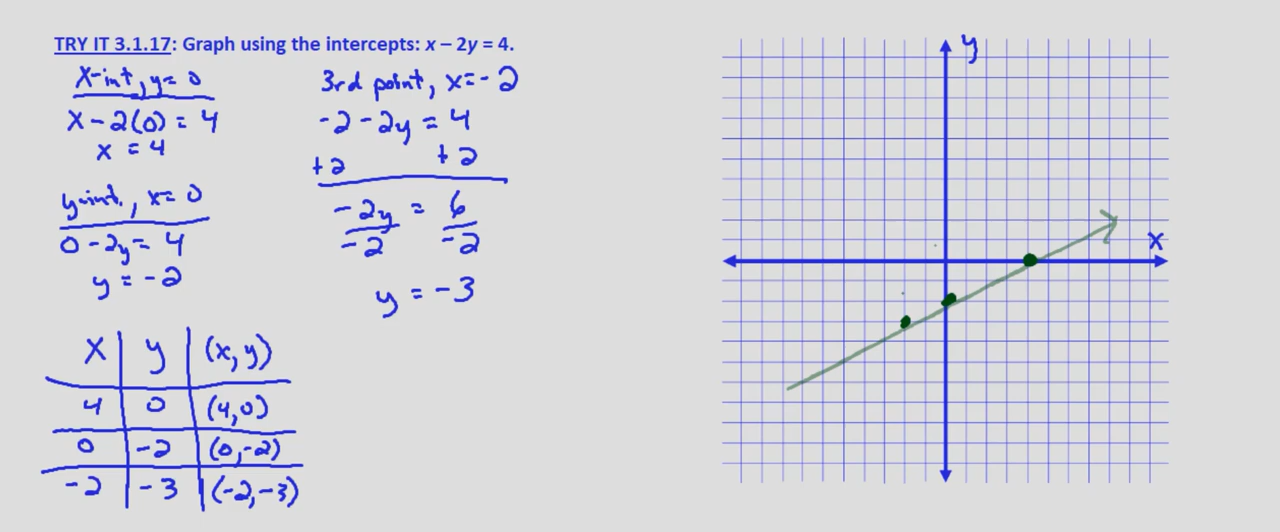 TRY IT 3.1.17: Graph using the intercepts: x – 2y = 4.
x-int, y = 0
x - 2(0) = 4
x = 4
y-int., x = 0
0 - 2y = 4
y = -2
x y (x, y)
4 0 (4,0)
0 -2 (0,-2)
-2 -3 (-2,-3)
3rd point, x = -2
-2 - 2y = 4
+2 +2
-2y = 6
-2 -2
y = -3
y
x